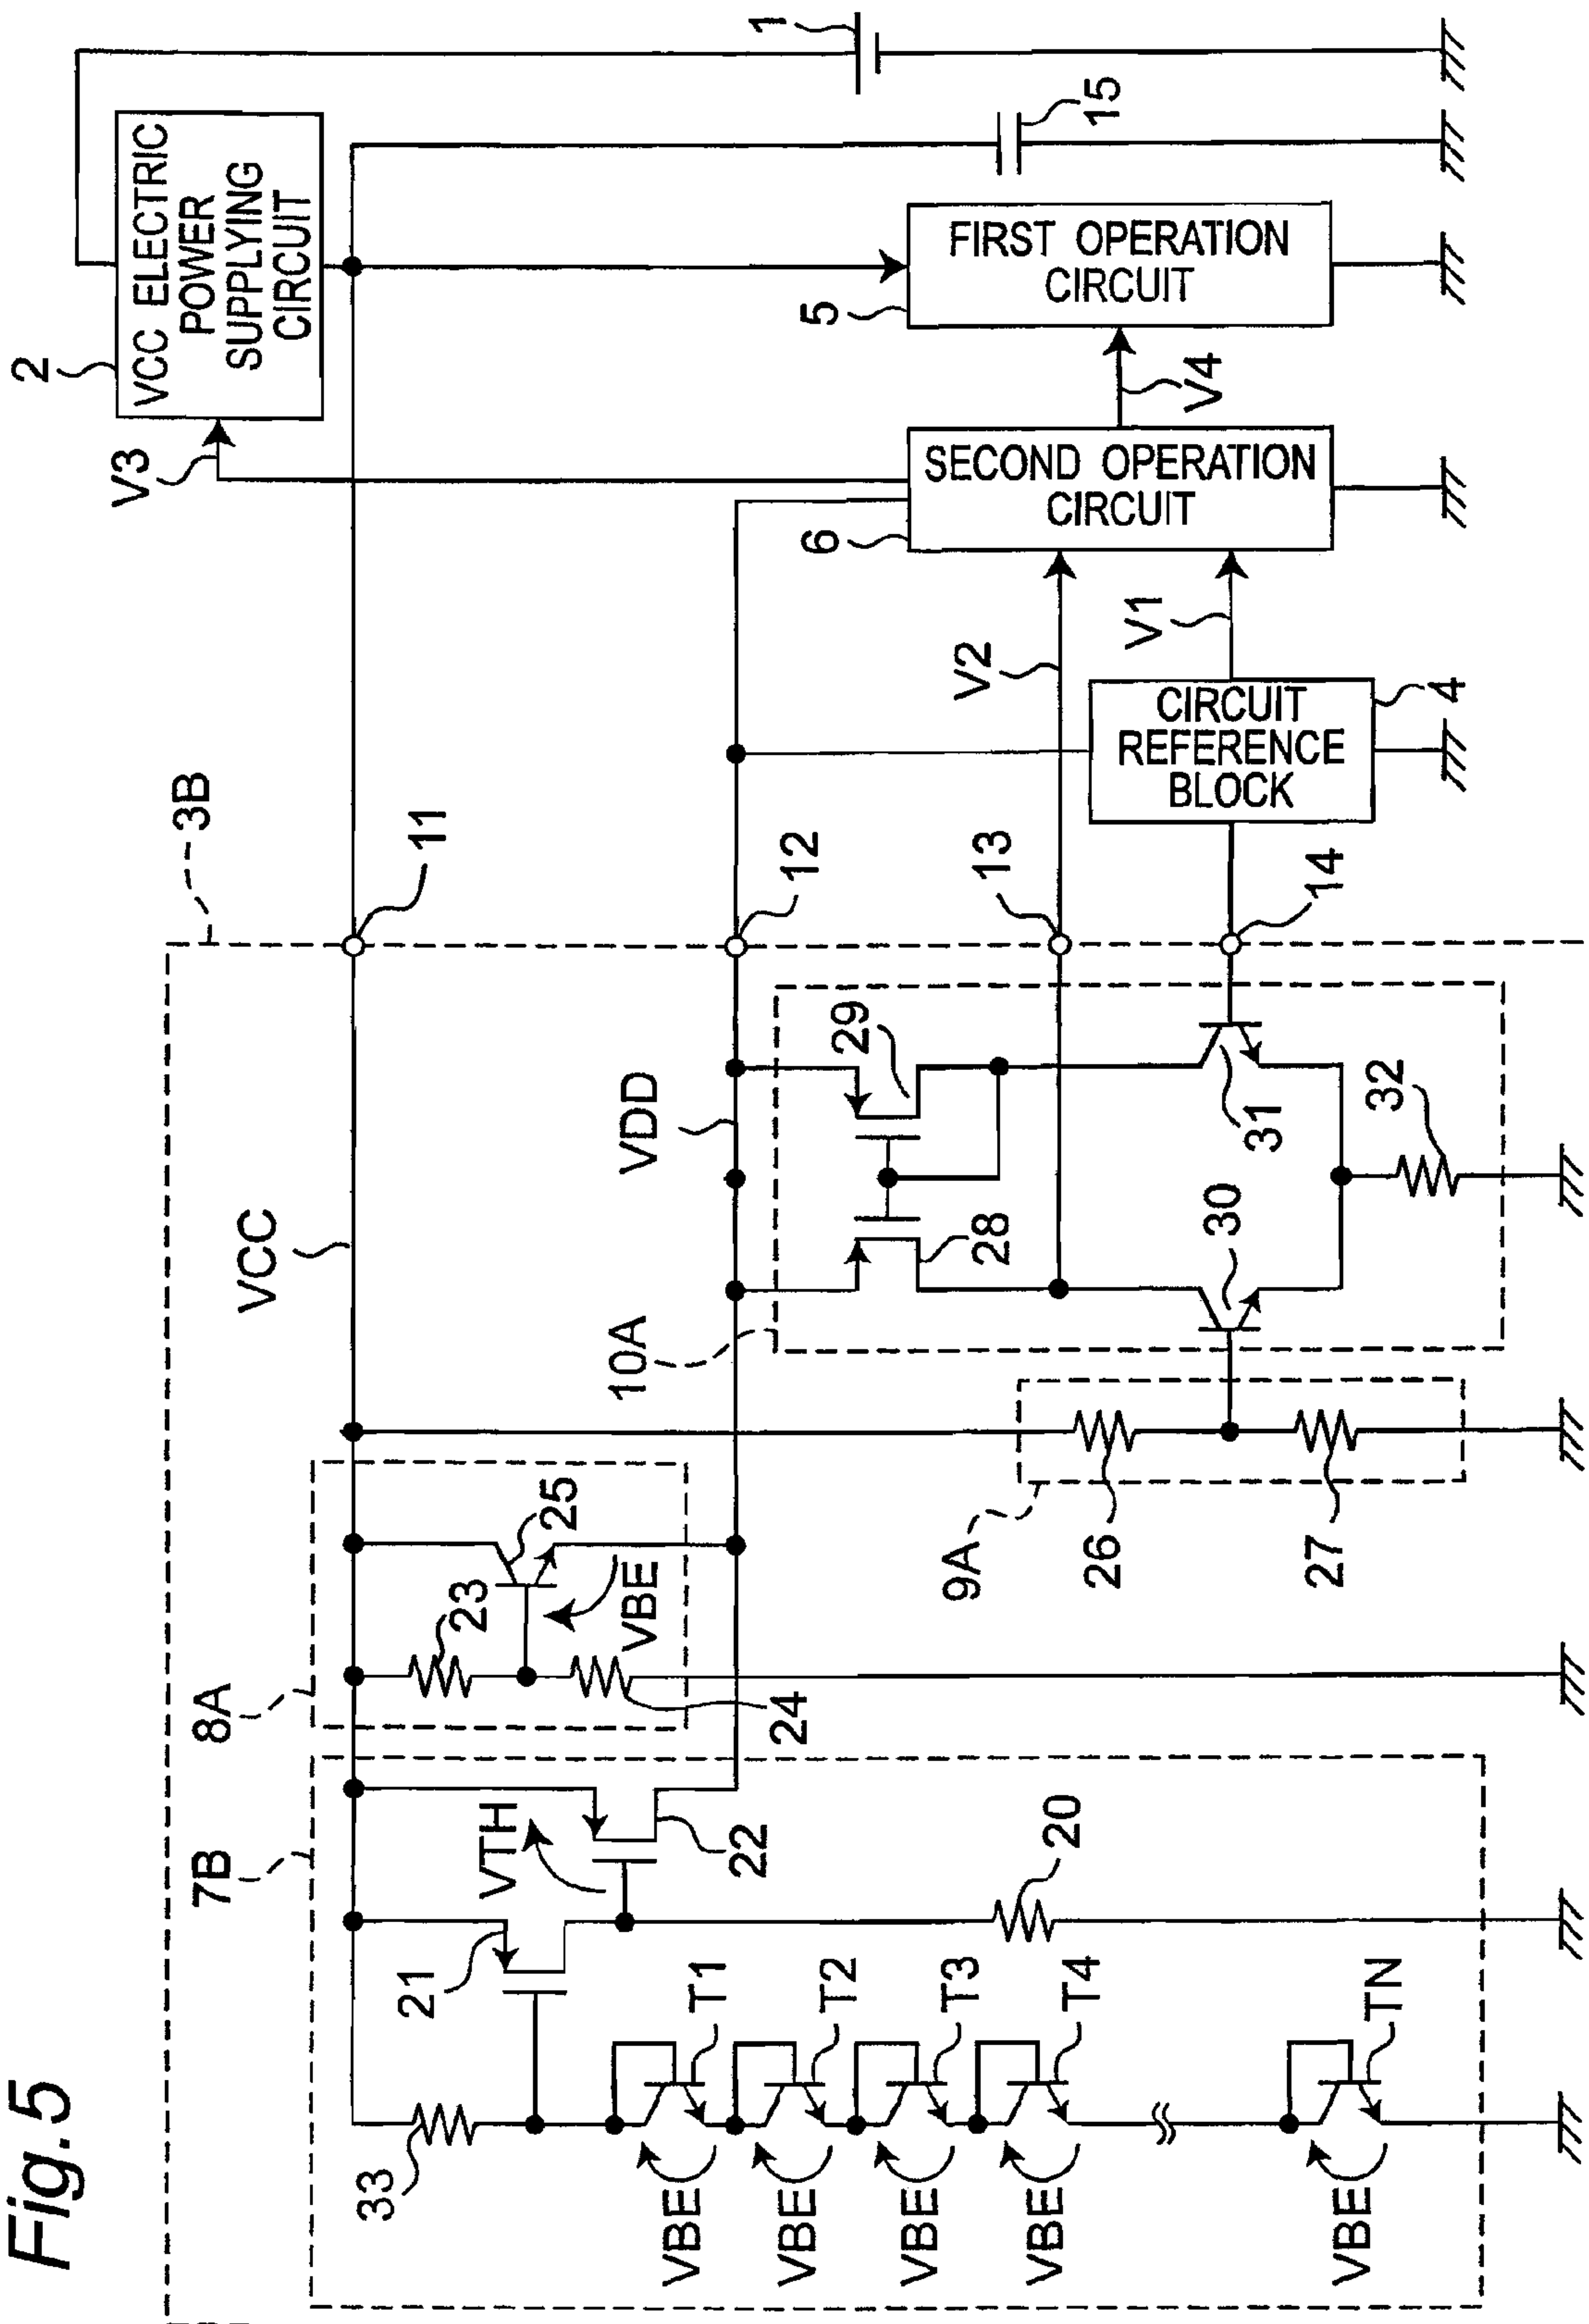 Fig.5
3B
7B
8A
VCC
11
2
VCC ELECTRIC
POWER
SUPPLYING
CIRCUIT
V3
1
15
33
21
VTH
22
20
T1
T2
T3
T4
TN
VBE
VBE
VBE
VBE
VBE
23
24
25
VBE
VDD
12
9A
26
27
10A
28
29
30
31
32
13
14
V2
V1
CIRCUIT
REFERENCE
BLOCK
4
SECOND OPERATION
CIRCUIT
6
V4
FIRST OPERATION
CIRCUIT
5